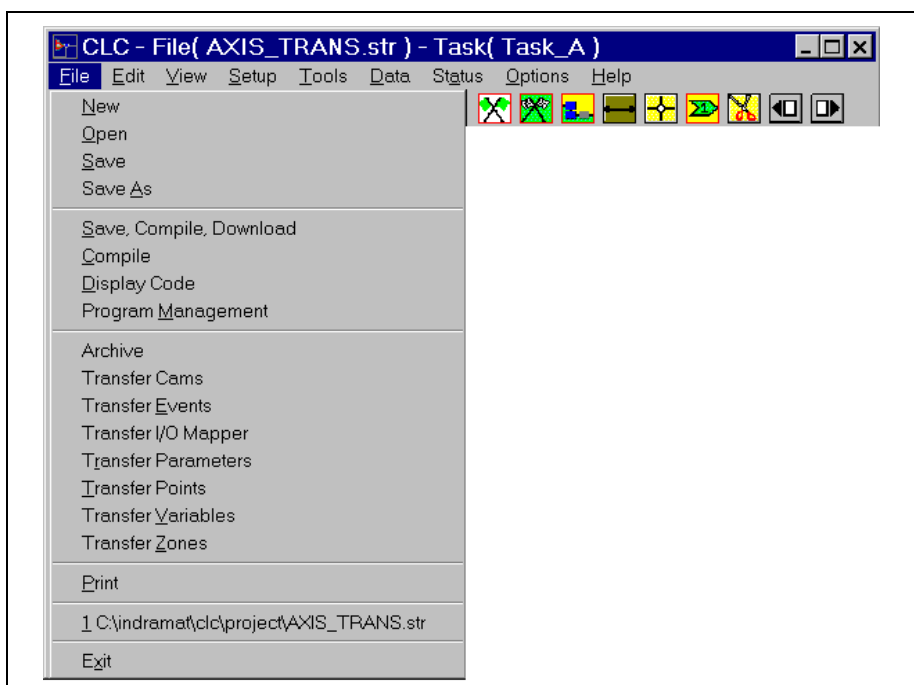 CLC - File( AXIS_TRANS.str ) - Task( Task_A )
File Edit View Setup Tools Data Status Options Help
New
Open
Save
Save As
Save, Compile, Download
Compile
Display Code
Program Management
Archive
Transfer Cams
Transfer Events
Transfer I/O Mapper
Transfer Parameters
Transfer Points
Transfer Variables
Transfer Zones
Print
1 C:\indramat\clc\project\AXIS_TRANS.str
Exit